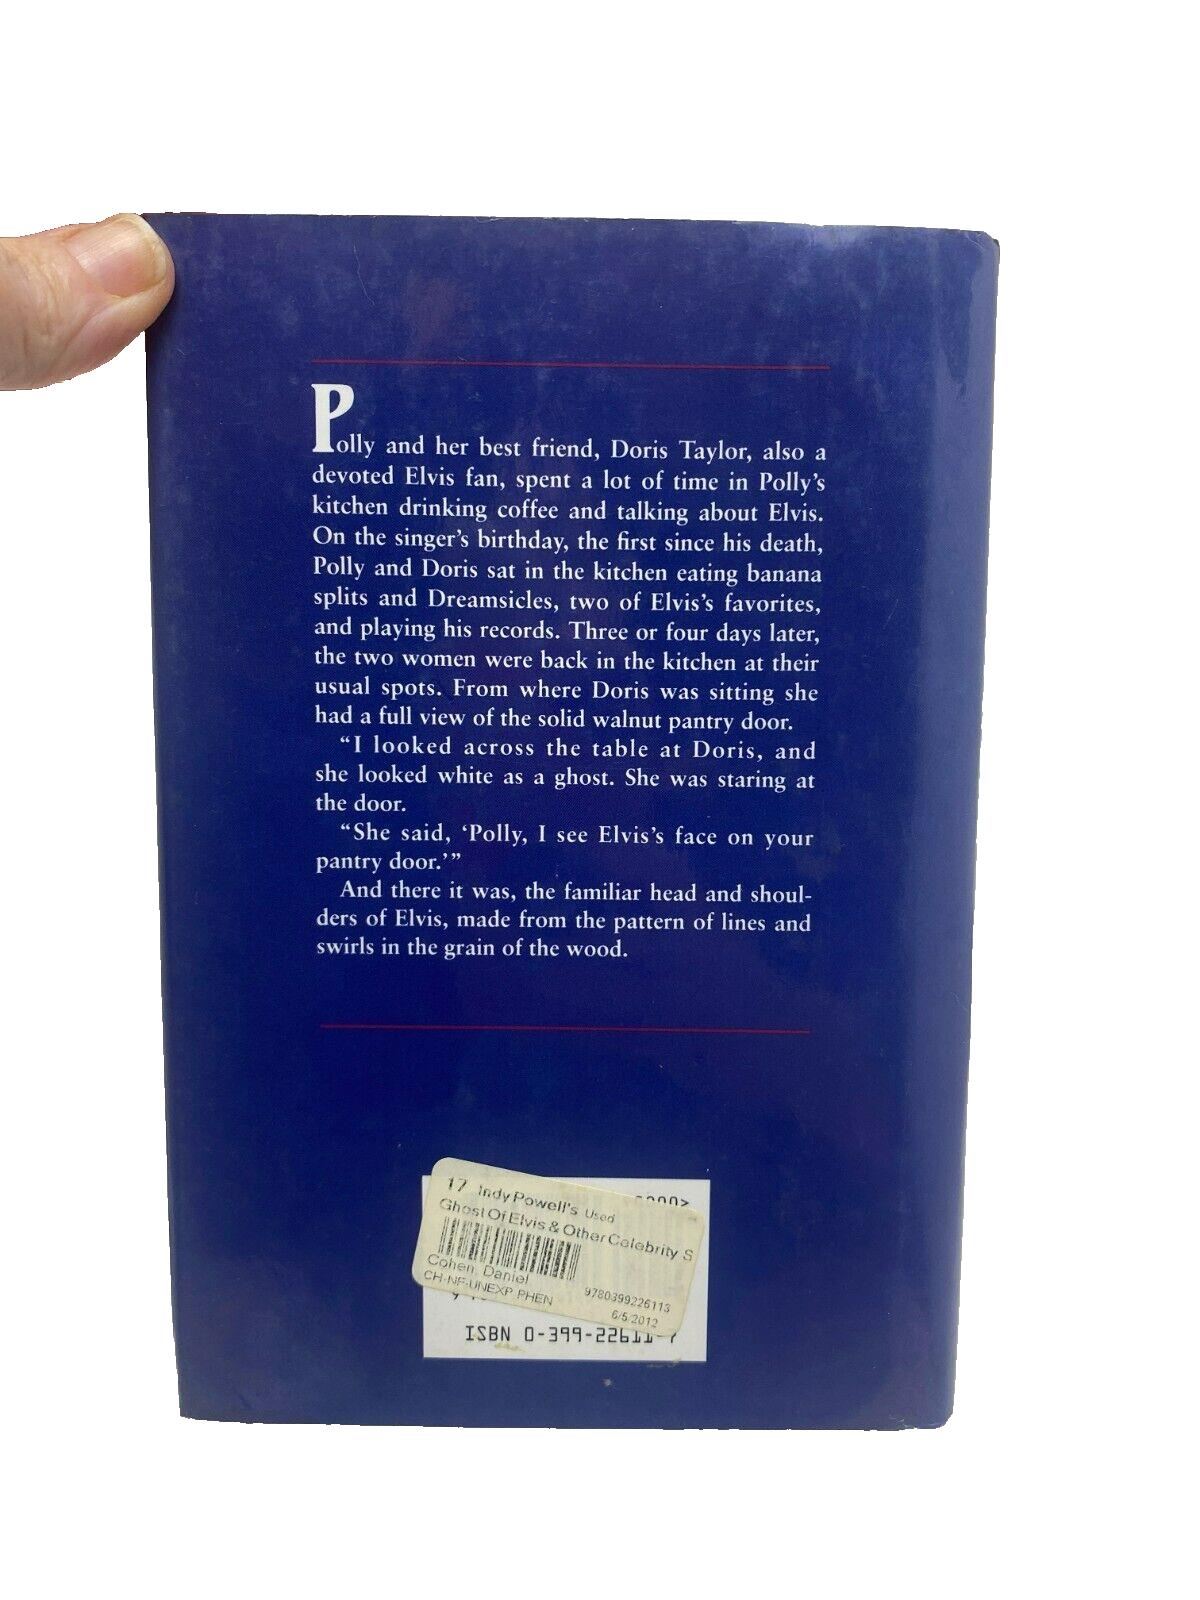 Polly and her best friend, Doris Taylor, also a
devoted Elvis fan, spent a lot of time in Polly's
kitchen drinking coffee and talking about Elvis.
On the singer's birthday, the first since his death,
Polly and Doris sat in the kitchen eating banana
splits and Dreamsicles, two of Elvis's favorites,
and playing his records. Three or four days later,
the two women were back in the kitchen at their
usual spots. From where Doris was sitting she
had a full view of the solid walnut pantry door.
“I looked across the table at Doris, and
she looked white as a ghost. She was staring at
the door.
“She said, ‘Polly, I see Elvis's face on your
pantry door.’”
And there it was, the familiar head and shoul-
ders of Elvis, made from the pattern of lines and
swirls in the grain of the wood.
17 Indy Powell's Used
Ghost Of Elvis & Other Celebrity S
Cohen, Daniel
CH-NF-UNEXP PHEN
9780399226113
6/5/2012
ISBN 0-399-22611-7